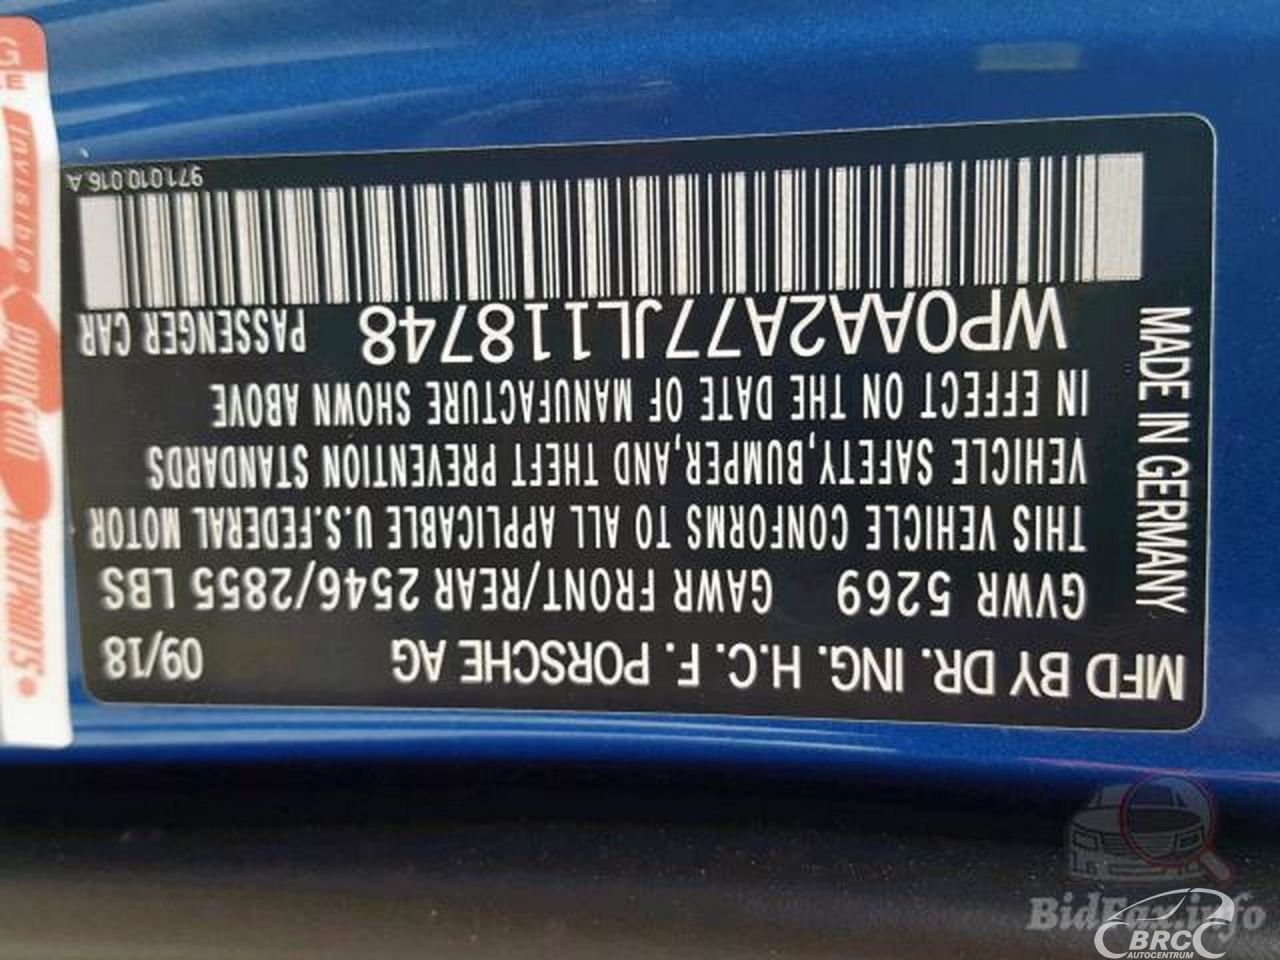 MFD BY DR. ING. H.C. F. PORSCHE AG 09/18
GVWR 5269 GAWR FRONT/REAR 2546/2855 LBS
THIS VEHICLE CONFORMS TO ALL APPLICABLE U.S.FEDERAL MOTOR
VEHICLE SAFETY,BUMPER,AND THEFT PREVENTION STANDARDS
IN EFFECT ON THE DATE OF MANUFACTURE SHOWN ABOVE
WP0AA2A77JL118748 PASSENGER CAR
971.010.016.A
MADE IN GERMANY
Invisible
BidFax.info
BRC
AUTOCENTRUM